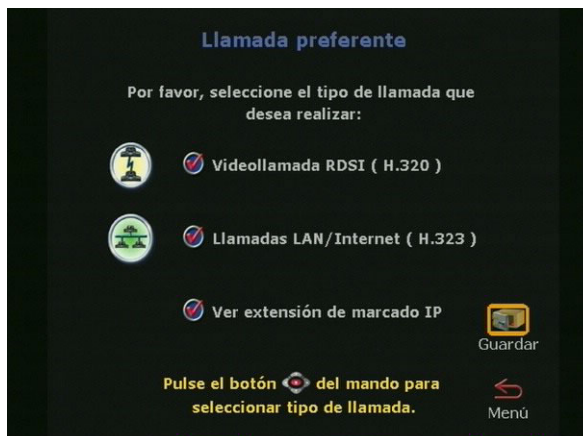 Llamada preferente
Por favor, seleccione el tipo de llamada que
desea realizar:
Videollamada RDSI ( H.320 )
Llamadas LAN/Internet ( H.323 )
Ver extensión de marcado IP
Guardar
Pulse el botón del mando para
seleccionar tipo de llamada.
Menú